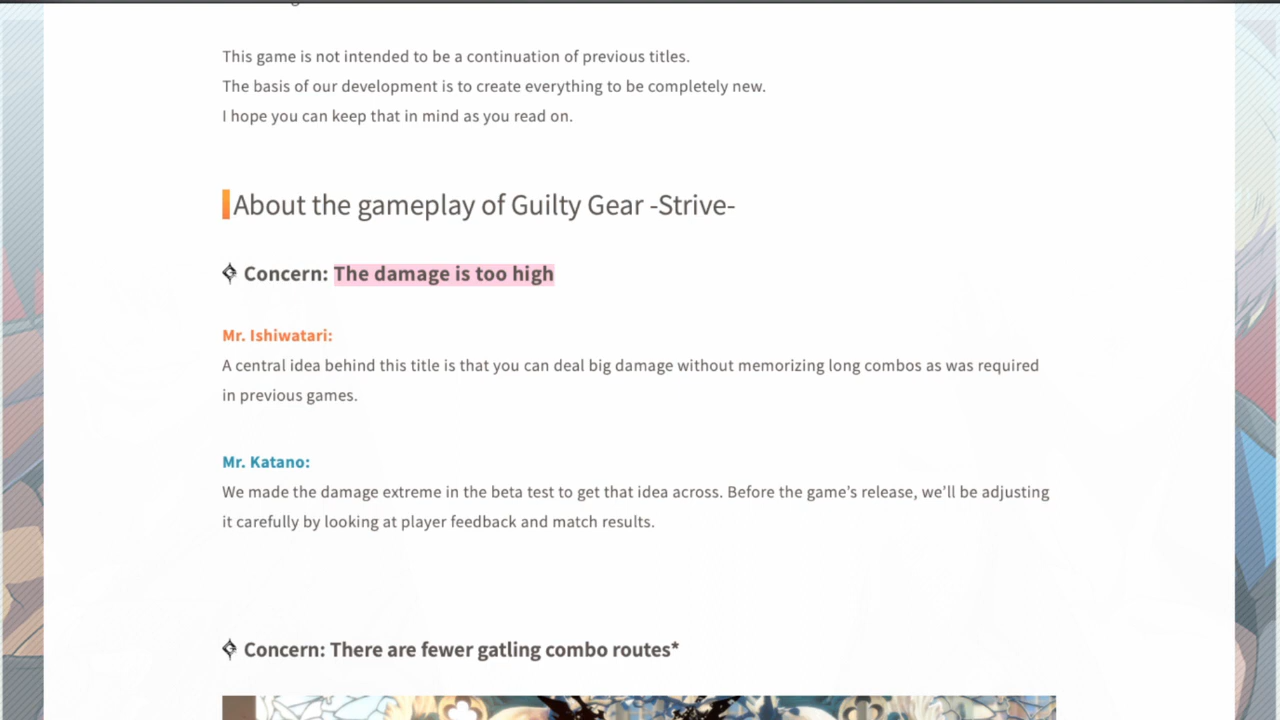 This game is not intended to be a continuation of previous titles.
The basis of our development is to create everything to be completely new.
I hope you can keep that in mind as you read on.
About the gameplay of Guilty Gear -Strive-
Concern: The damage is too high
Mr. Ishiwatari:
A central idea behind this title is that you can deal big damage without memorizing long combos as was required
in previous games.
Mr. Katano:
We made the damage extreme in the beta test to get that idea across. Before the game’s release, we’ll be adjusting
it carefully by looking at player feedback and match results.
Concern: There are fewer gatling combo routes*